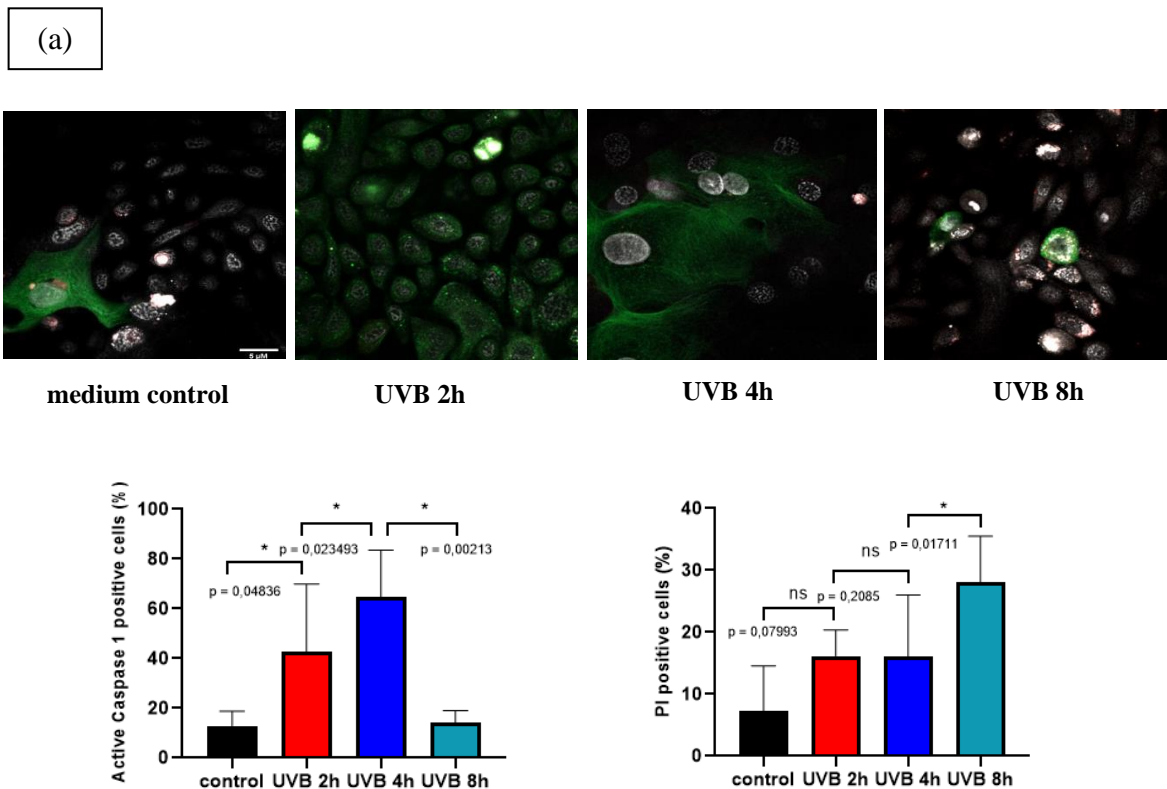 (a)
5 µM
medium control
UVB 2h
UVB 4h
UVB 8h
Active Caspase 1 positive cells (%)
100
80
60
40
20
0
*
*
*
p = 0,04836
p = 0,023493
p = 0,00213
control UVB 2h UVB 4h UVB 8h
PI positive cells (%)
40
30
20
10
0
ns
ns
*
p = 0,07993
p = 0,2085
p = 0,01711
control UVB 2h UVB 4h UVB 8h